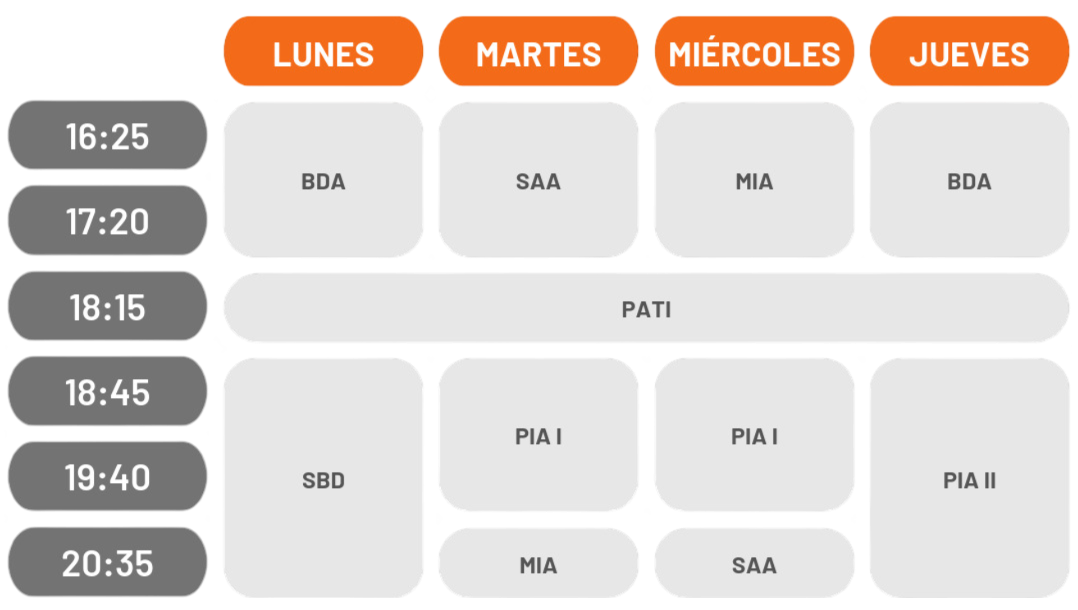 LUNES MARTES MIÉRCOLES JUEVES
16:25
BDA SAA MIA BDA
17:20
18:15 PATI
18:45
PIA I PIA I
19:40 SBD PIA II
20:35 MIA SAA